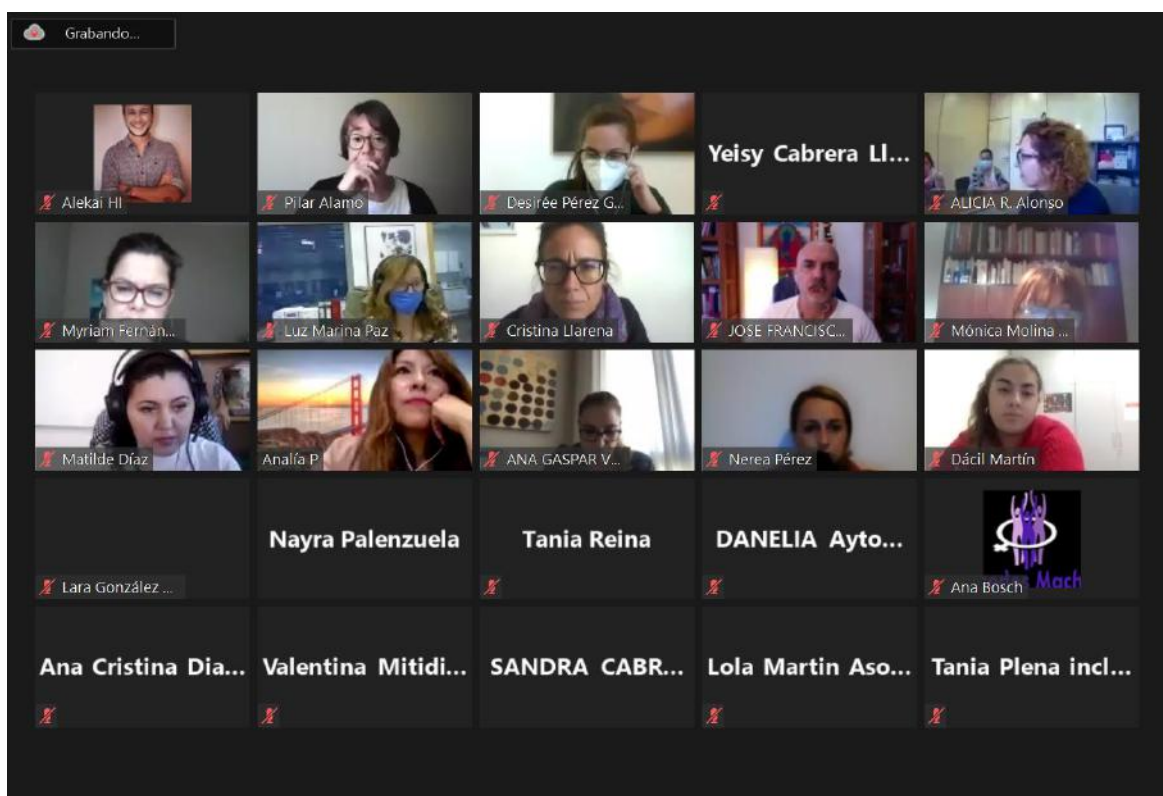 Grabando...
Alekai HI
Pilar Alamo
Desirée Pérez G...
Yeisy Cabrera Ll...
ALICIA R. Alonso
Myriam Fernán...
Luz Marina Paz
Cristina Llarena
JOSE FRANCISC...
Mónica Molina ...
Matilde Díaz
Analía P
ANA GASPAR V...
Nerea Pérez
Dácil Martín
Lara González ...
Nayra Palenzuela
Tania Reina
DANELIA Ayto...
Mach
Ana Bosch
Ana Cristina Dia...
Valentina Mitidi...
SANDRA CABR...
Lola Martin Aso...
Tania Plena incl...